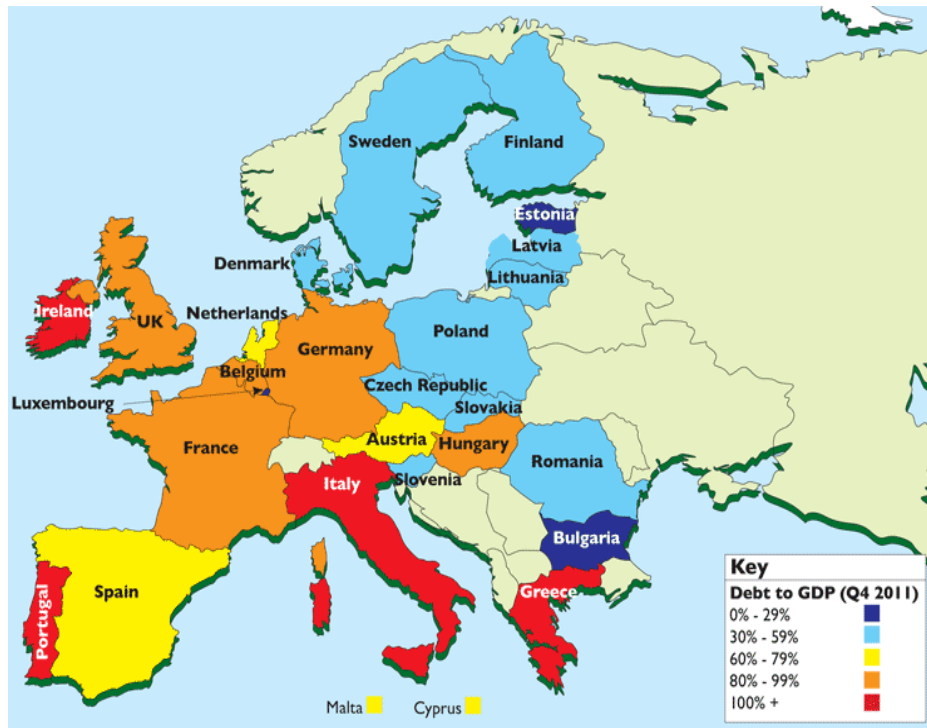 Sweden
Finland
Estonia
Latvia
Denmark
Lithuania
Ireland
UK
Netherlands
Poland
Germany
Belgium
Czech Republic
Luxembourg
Slovakia
France
Austria
Hungary
Romania
Italy
Slovenia
Bulgaria
Spain
Portugal
Greece
Malta
Cyprus
Key
Debt to GDP (Q4 2011)
0% - 29%
30% - 59%
60% - 79%
80% - 99%
100% +